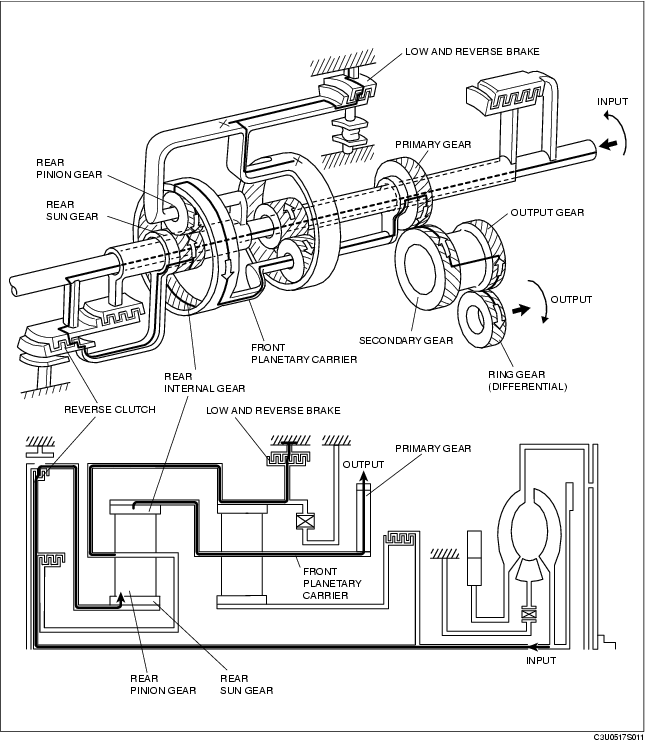 LOW AND REVERSE BRAKE
INPUT
PRIMARY GEAR
REAR
PINION GEAR
REAR
SUN GEAR
OUTPUT GEAR
OUTPUT
SECONDARY GEAR
FRONT
PLANETARY CARRIER
RING GEAR
(DIFFERENTIAL)
REAR
INTERNAL GEAR
REVERSE CLUTCH
LOW AND REVERSE BRAKE
PRIMARY GEAR
OUTPUT
FRONT
PLANETARY
CARRIER
INPUT
REAR
PINION GEAR
REAR
SUN GEAR
C3U0517S011